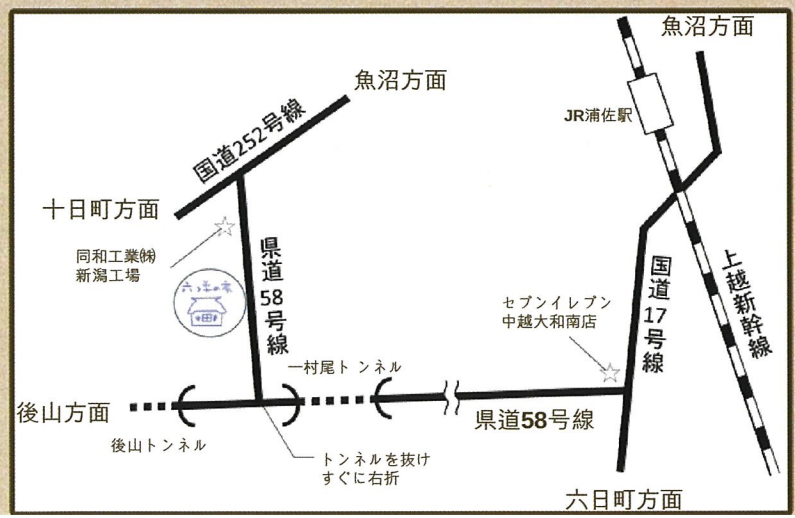 魚沼方面
魚沼方面
JR浦佐駅
国道252号線
十日町方面
同和工業㈱
新潟工場
県道58号線
国道17号線
上越新幹線
セブンイレブン
中越大和南店
一村尾トンネル
後山方面
県道58号線
後山トンネル
トンネルを抜け
すぐに右折
六日町方面